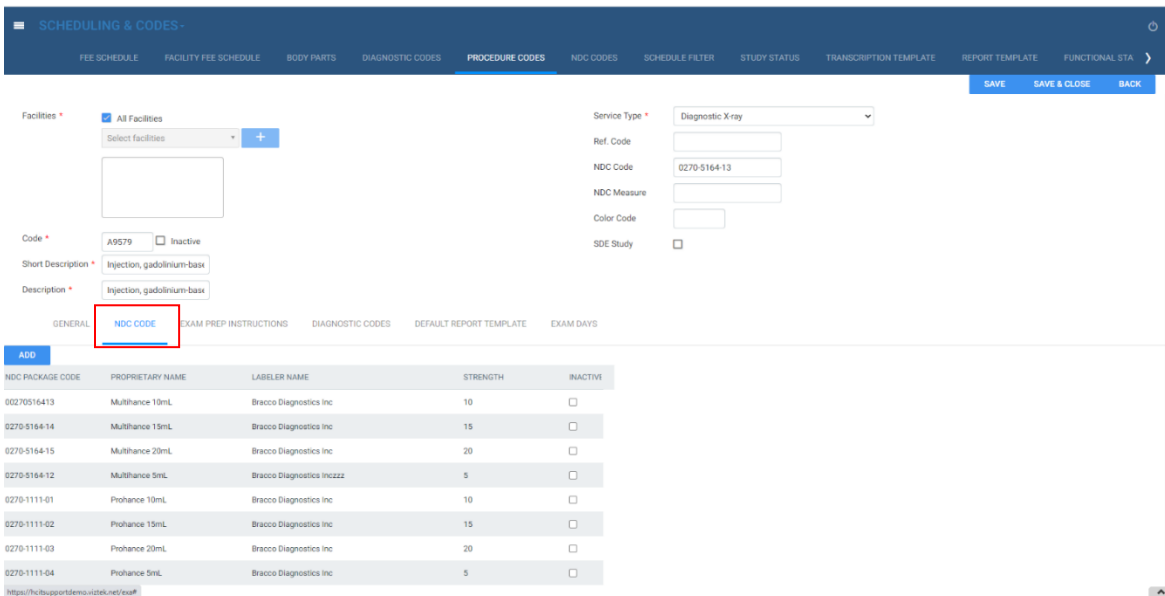 SCHEDULING & CODES-
FEE SCHEDULE FACILITY FEE SCHEDULE BODY PARTS DIAGNOSTIC CODES PROCEDURE CODES NDC CODES SCHEDULE FILTER STUDY STATUS TRANSCRIPTION TEMPLATE REPORT TEMPLATE FUNCTIONAL STA
SAVE SAVE & CLOSE BACK
Facilities * All Facilities Service Type * Diagnostic X-ray
Select facilities + Ref. Code
NDC Code 0270-5164-13
NDC Measure
Color Code
Code * A9579 Inactive SDE Study
Short Description * Injection, gadolinium-base
Description * Injection, gadolinium-base
GENERAL NDC CODE EXAM PREP INSTRUCTIONS DIAGNOSTIC CODES DEFAULT REPORT TEMPLATE EXAM DAYS
ADD
NDC PACKAGE CODE PROPRIETARY NAME LABELER NAME STRENGTH INACTIVE
00270516413 Multihance 10mL Bracco Diagnostics Inc 10
0270-5164-14 Multihance 15mL Bracco Diagnostics Inc 15
0270-5164-15 Multihance 20mL Bracco Diagnostics Inc 20
0270-5164-12 Multihance 5mL Bracco Diagnostics Inczzz 5
0270-1111-01 Prohance 10mL Bracco Diagnostics Inc 10
0270-1111-02 Prohance 15mL Bracco Diagnostics Inc 15
0270-1111-03 Prohance 20mL Bracco Diagnostics Inc 20
0270-1111-04 Prohance 5mL Bracco Diagnostics Inc 5
https://hcitsupportdemo.viztek.net/exa#